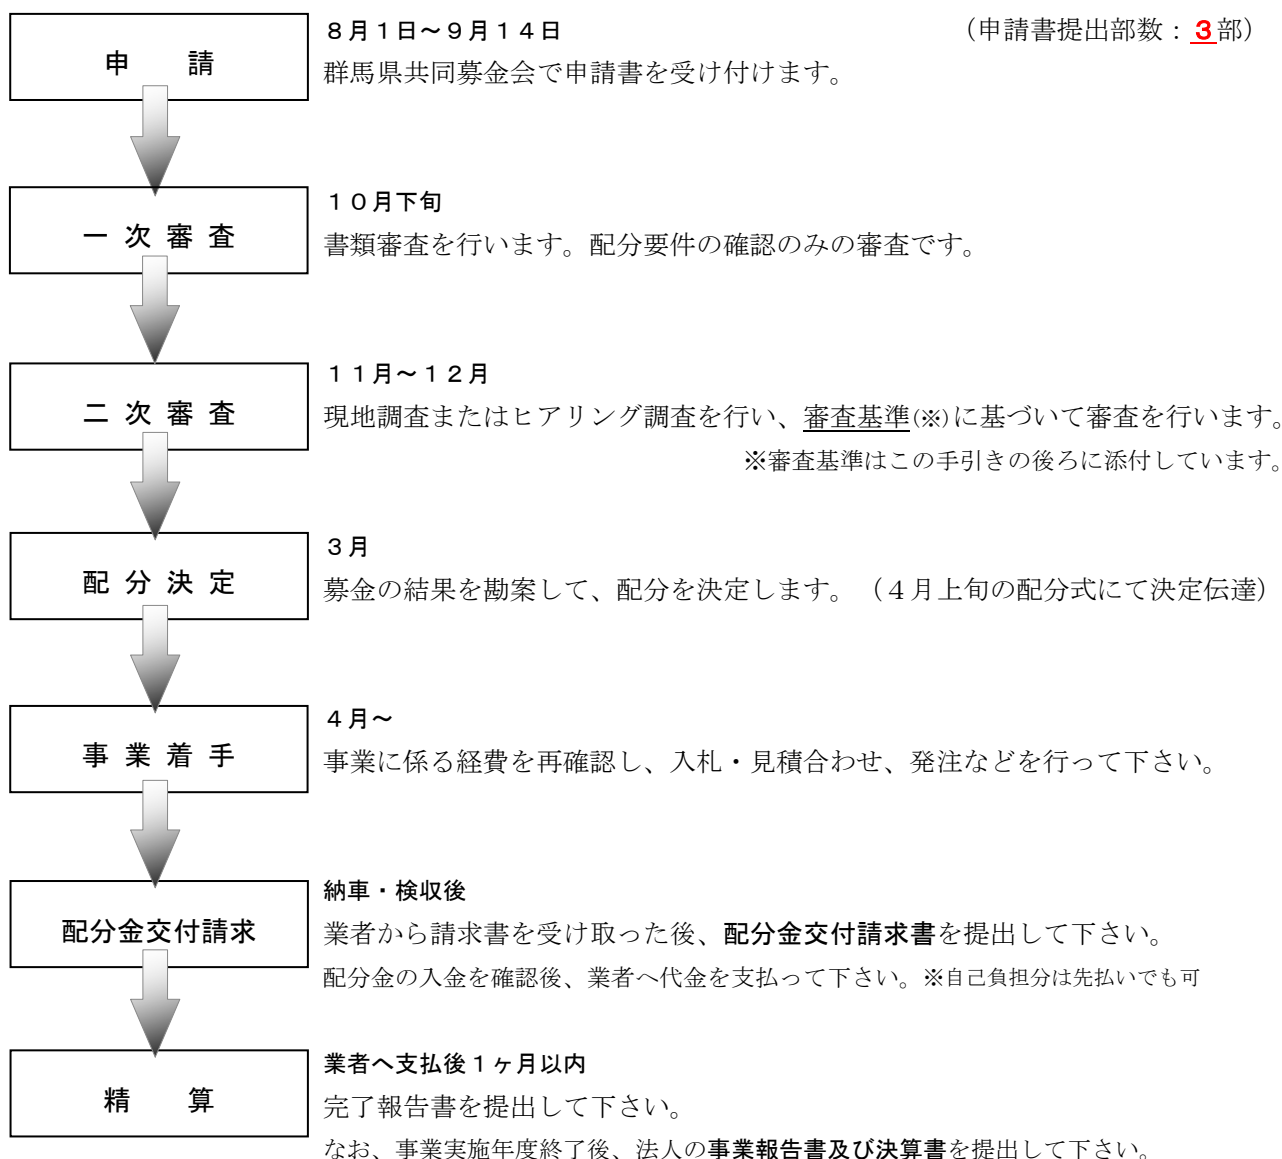 申　請
８月１日～９月１４日　（申請書提出部数：３部）
群馬県共同募金会で申請書を受け付けます。
一次審査
１０月下旬
書類審査を行います。配分要件の確認のみの審査です。
二次審査
１１月～１２月
現地調査またはヒアリング調査を行い、審査基準(※)に基づいて審査を行います。
※審査基準はこの手引きの後ろに添付しています。
配分決定
３月
募金の結果を勘案して、配分を決定します。（４月上旬の配分式にて決定伝達）
事業着手
４月～
事業に係る経費を再確認し、入札・見積合わせ、発注などを行って下さい。
配分金交付請求
納車・検収後
業者から請求書を受け取った後、配分金交付請求書を提出して下さい。
配分金の入金を確認後、業者へ代金を支払って下さい。※自己負担分は先払いでも可
精　算
業者へ支払後１ヶ月以内
完了報告書を提出して下さい。
なお、事業実施年度終了後、法人の事業報告書及び決算書を提出して下さい。